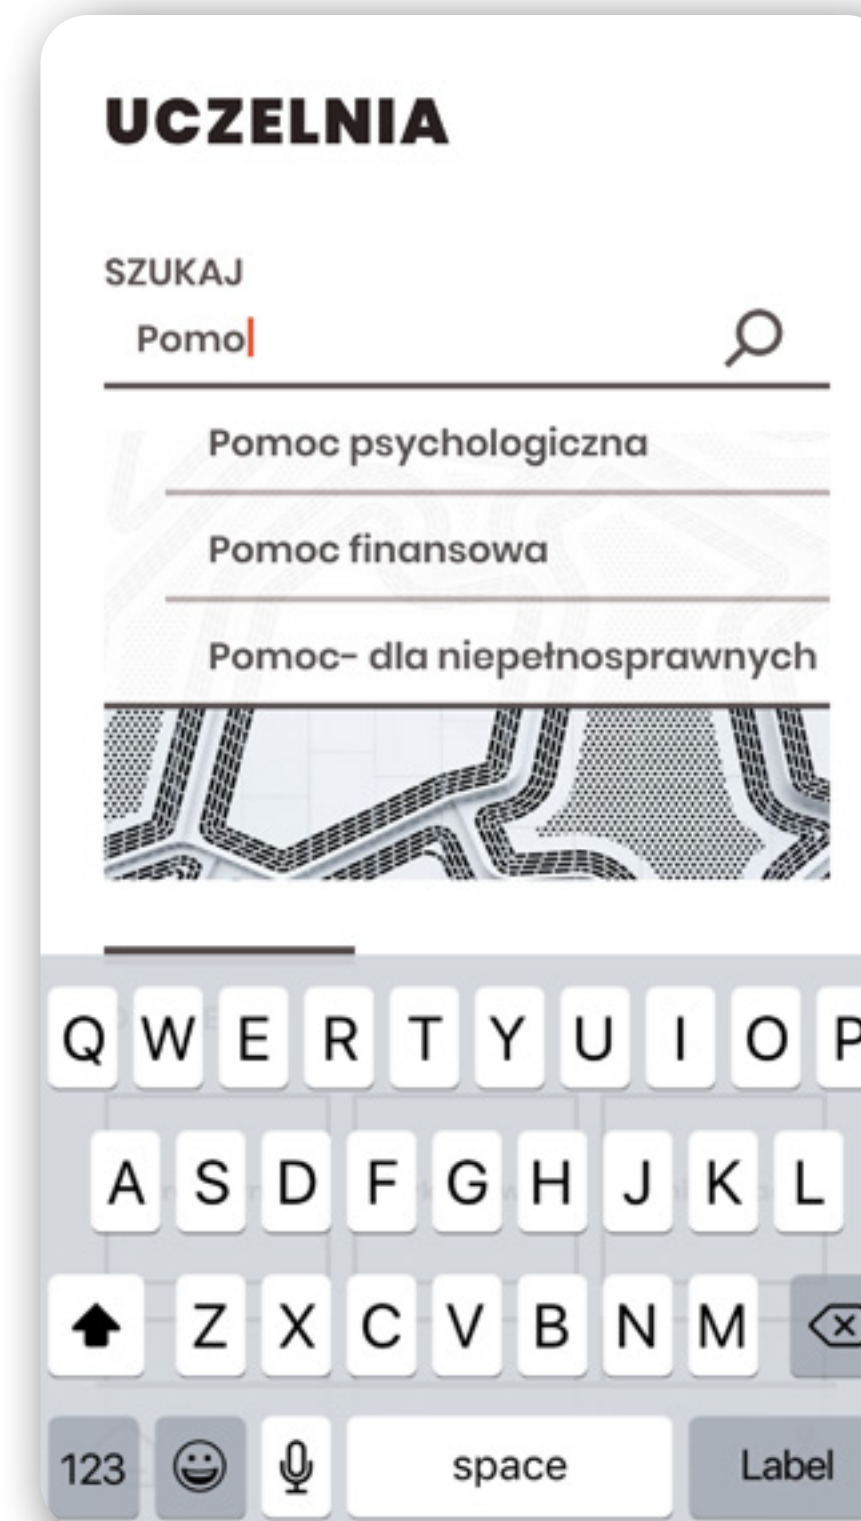 UCZELNIA
SZUKAJ
Pomo
Pomoc psychologiczna
Pomoc finansowa
Pomoc- dla niepełnosprawnych
Q W E R T Y U I O P
A S D F G H J K L
Z X C V B N M
123 space Label